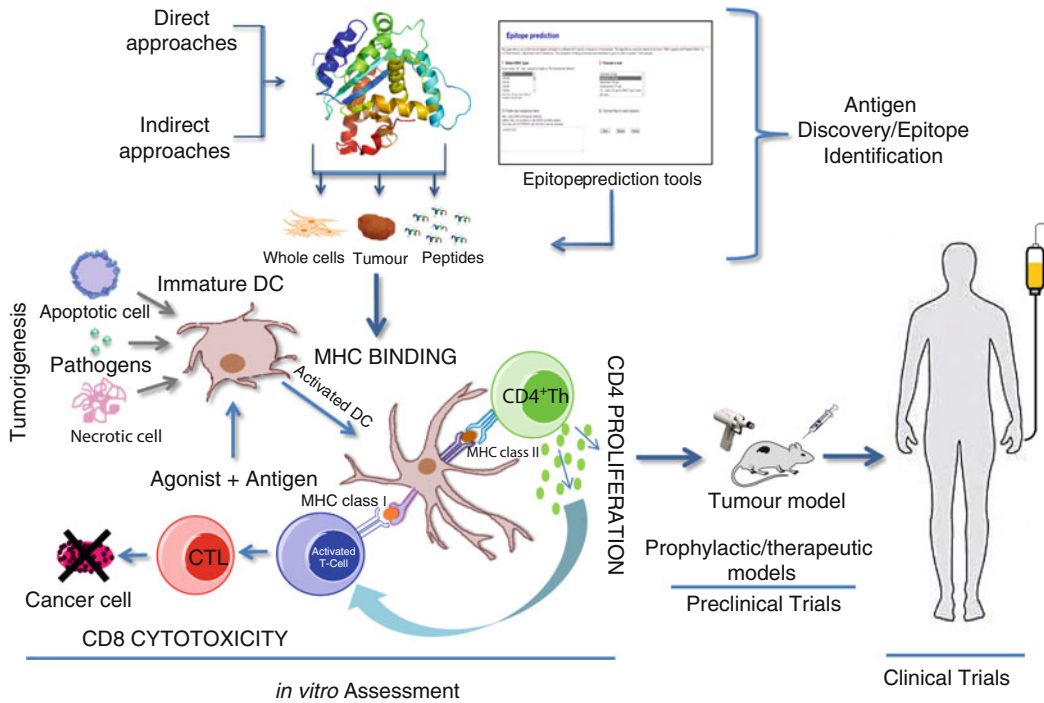 Direct
approaches
Indirect
approaches
Epitope prediction
Epitopeprediction tools
Antigen
Discovery/Epitope
Identification
Whole cells
Tumour
Peptides
Tumorigenesis
Apoptotic cell
Pathogens
Necrotic cell
Immature DC
Activated DC
Agonist + Antigen
MHC BINDING
CD4⁺Th
MHC class II
MHC class I
Activated
T-Cell
CTL
Cancer cell
CD8 CYTOTOXICITY
CD4 PROLIFERATION
in vitro Assessment
Tumour model
Prophylactic/therapeutic
models
Preclinical Trials
Clinical Trials